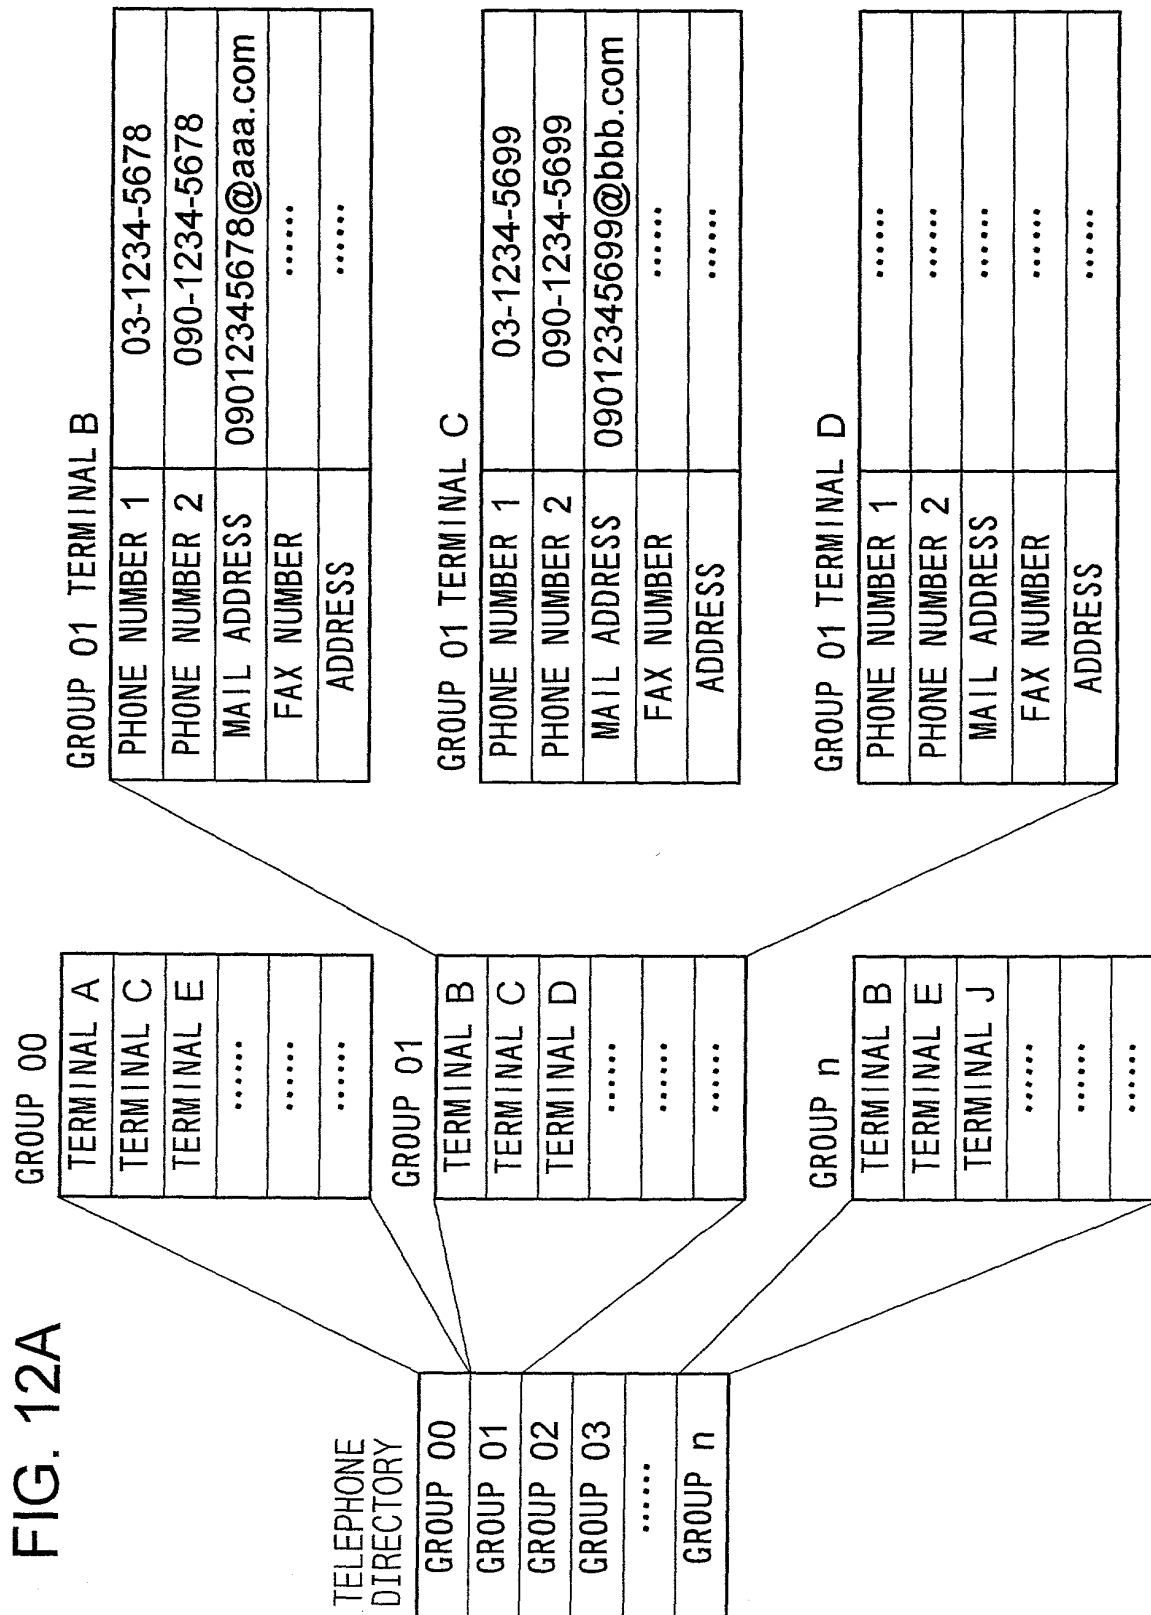 FIG. 12A
TELEPHONE
DIRECTORY
GROUP 00
GROUP 01
GROUP 02
GROUP 03
......
GROUP n
GROUP 00
TERMINAL A
TERMINAL C
TERMINAL E
......
......
......
GROUP 01
TERMINAL B
TERMINAL C
TERMINAL D
......
......
......
GROUP n
TERMINAL B
TERMINAL E
TERMINAL J
......
......
......
GROUP 01 TERMINAL B
PHONE NUMBER 1 03-1234-5678
PHONE NUMBER 2 090-1234-5678
MAIL ADDRESS 09012345678@aaa.com
FAX NUMBER ......
ADDRESS ......
GROUP 01 TERMINAL C
PHONE NUMBER 1 03-1234-5699
PHONE NUMBER 2 090-1234-5699
MAIL ADDRESS 09012345699@bbb.com
FAX NUMBER ......
ADDRESS ......
GROUP 01 TERMINAL D
PHONE NUMBER 1 ......
PHONE NUMBER 2 ......
MAIL ADDRESS ......
FAX NUMBER ......
ADDRESS ......